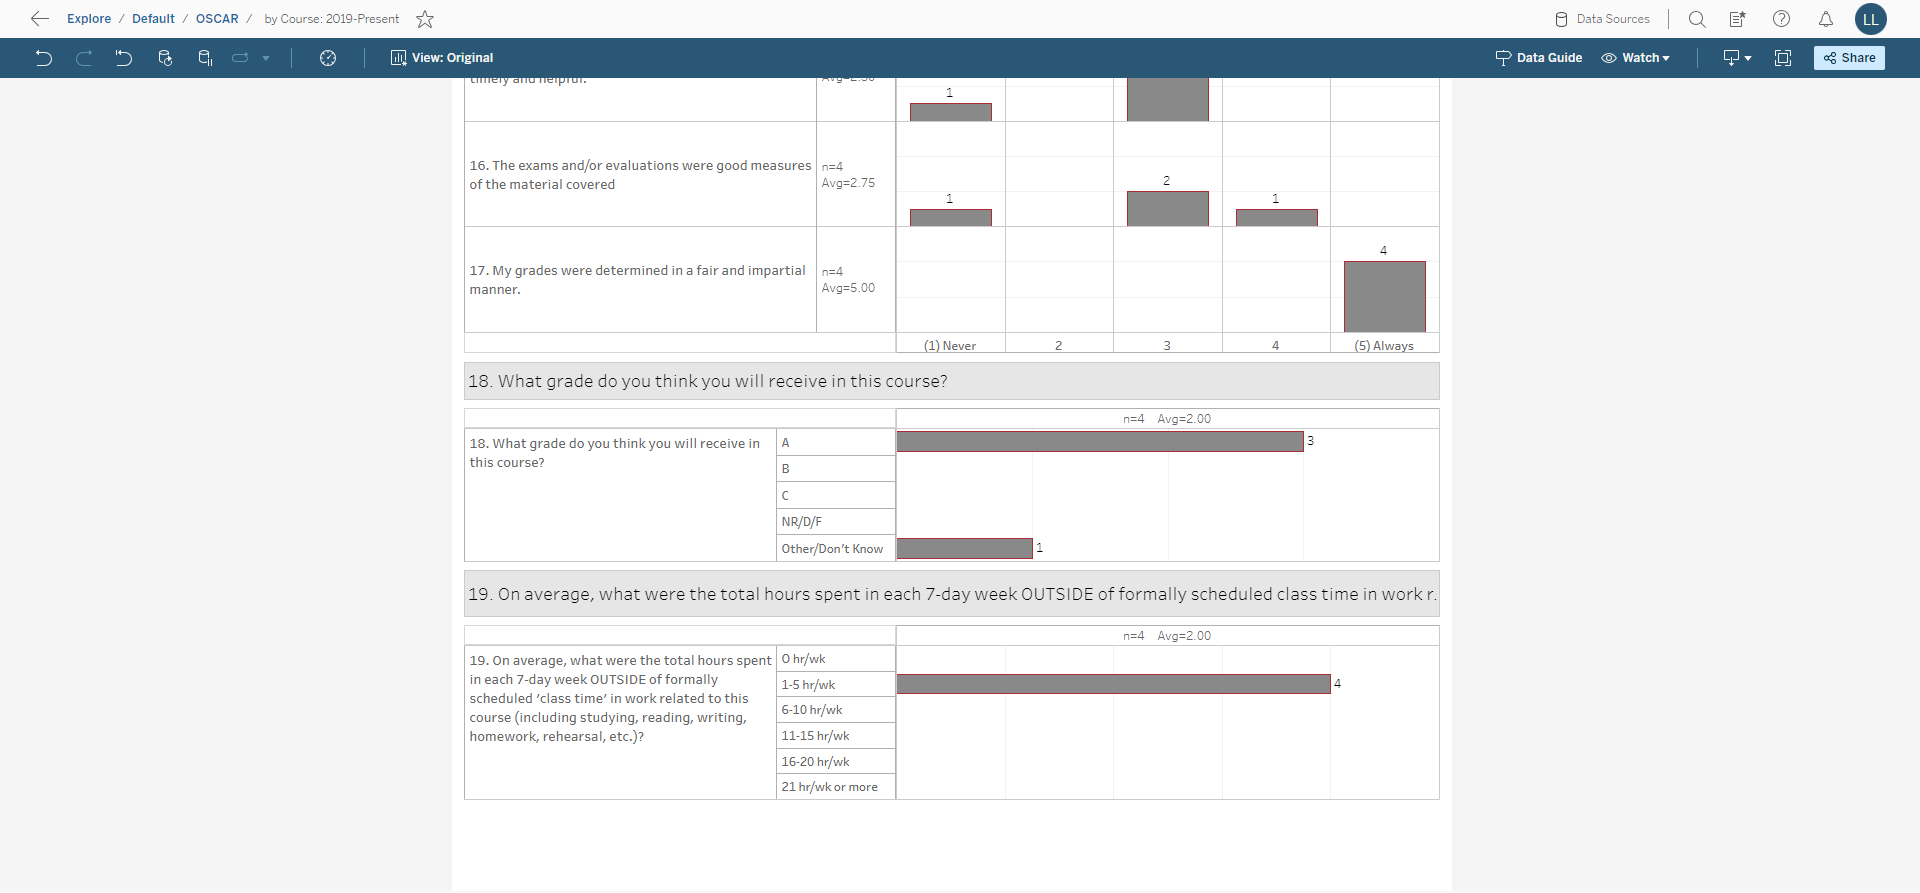 Explore / Default / OSCAR / by Course: 2019-Present
Data Sources
LL
View: Original
Data Guide
Watch
Share
timely and helpful.
Avg=2.50
1
16. The exams and/or evaluations were good measures
of the material covered
n=4
Avg=2.75
1
2
1
17. My grades were determined in a fair and impartial
manner.
n=4
Avg=5.00
4
(1) Never
2
3
4
(5) Always
18. What grade do you think you will receive in this course?
n=4 Avg=2.00
18. What grade do you think you will receive in
this course?
A
3
B
C
NR/D/F
Other/Don't Know
1
19. On average, what were the total hours spent in each 7-day week OUTSIDE of formally scheduled class time in work r.
n=4 Avg=2.00
19. On average, what were the total hours spent
in each 7-day week OUTSIDE of formally
scheduled ‘class time’ in work related to this
course (including studying, reading, writing,
homework, rehearsal, etc.)?
0 hr/wk
1-5 hr/wk
4
6-10 hr/wk
11-15 hr/wk
16-20 hr/wk
21 hr/wk or more